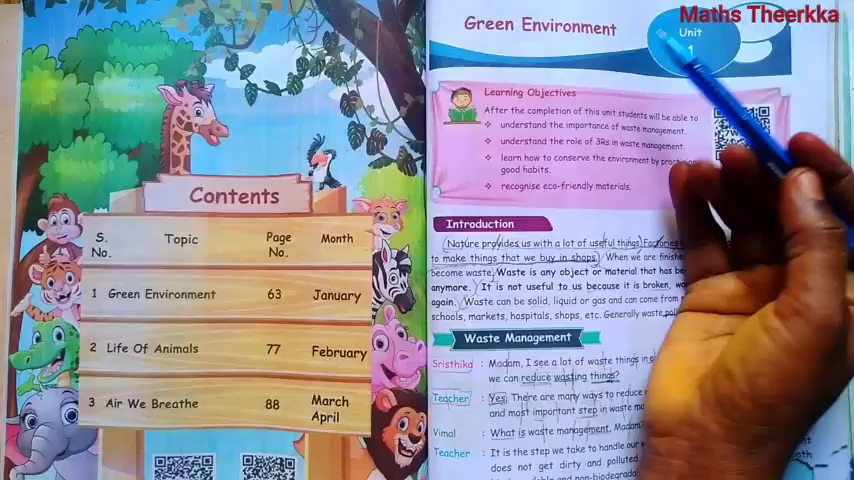 Maths Theerkka
Contents
S. No. Topic Page No. Month
1 Green Environment 63 January
2 Life Of Animals 77 February
3 Air We Breathe 88 March April
Green Environment
Unit
1
Learning Objectives
After the completion of this unit students will be able to
❖ understand the importance of waste management.
❖ understand the role of 3Rs in waste management.
❖ learn how to conserve the environment by
good habits.
❖ recognise eco-friendly materials.
Introduction
Nature provides us with a lot of useful things. Factories
to make things that we buy in shops. When we are
become waste. Waste is any object or material that has
anymore. It is not useful to us because it is broken,
again. Waste can be solid, liquid or gas and can come from
schools, markets, hospitals, shops, etc. Generally waste
Waste Management
Sristhika : Madam, I see a lot of waste things in
we can reduce wasting things?
Teacher : Yes. There are many ways to reduce
and most important step in waste
Vimal : What is waste management, Madam?
Teacher : It is the step we take to handle our
does not get dirty and polluted.